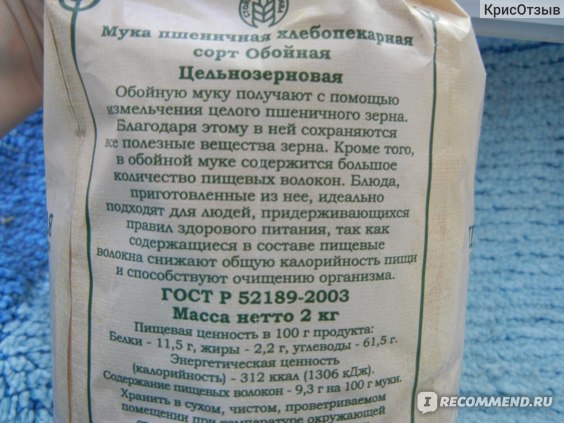 КрисОтзыв
Мука пшеничная хлебопекарная
сорт Обойная
Цельнозерновая
Обойную муку получают с помощью
измельчения целого пшеничного зерна.
Благодаря этому в ней сохраняются
все полезные вещества зерна. Кроме того,
в обойной муке содержится большое
количество пищевых волокон. Блюда,
приготовленные из нее, идеально
подходят для людей, придерживающихся
правил здорового питания, так как
содержащиеся в составе пищевые
волокна снижают общую калорийность пищи
и способствуют очищению организма.
ГОСТ Р 52189-2003
Масса нетто 2 кг
Пищевая ценность в 100 г продукта:
Белки - 11,5 г, жиры - 2,2 г, углеводы - 61,5 г.
Энергетическая ценность
(калорийность) - 312 ккал (1306 кДж).
Содержание пищевых волокон - 9,3 г на 100 г муки.
Хранить в сухом, чистом, проветриваемом
помещении при температуре окружающей
IRECOMMEND.RU